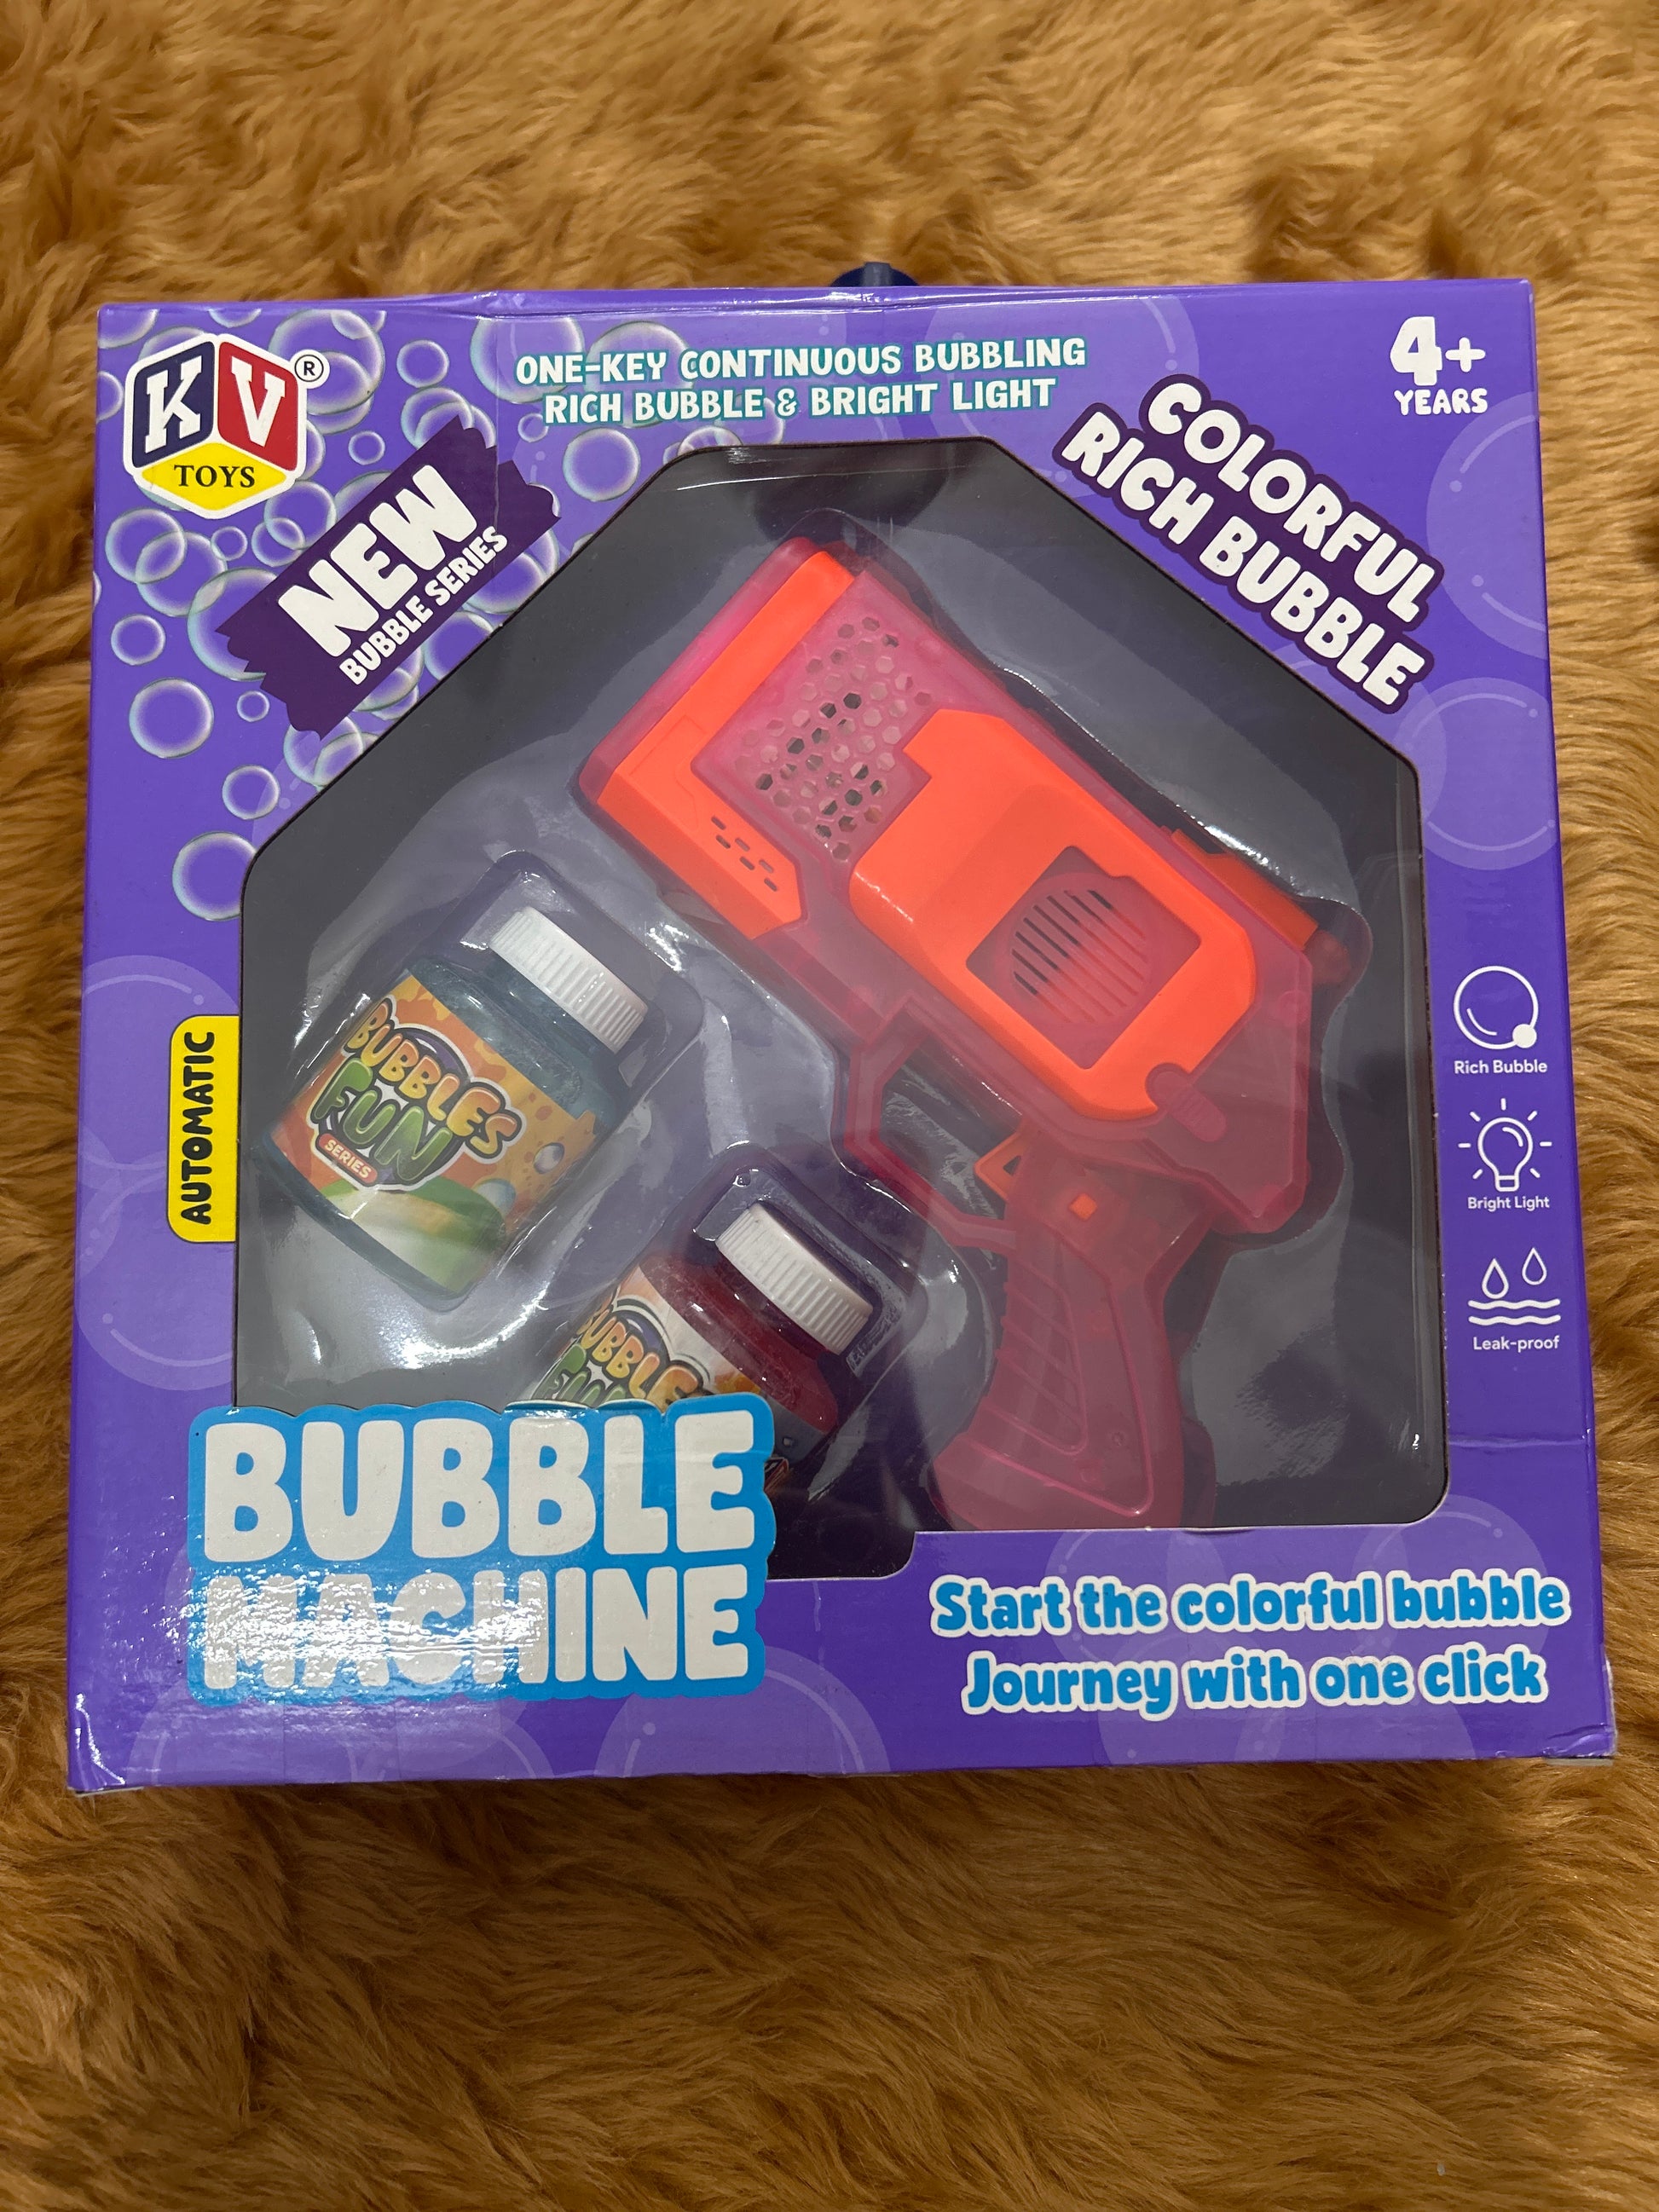 KV
®
TOYS
ONE-KEY CONTINUOUS BUBBLING
RICH BUBBLE & BRIGHT LIGHT
4+
YEARS
NEW
BUBBLE SERIES
COLORFUL
RICH BUBBLE
AUTOMATIC
BUBBLES
FUN
SERIES
Rich Bubble
Bright Light
Leak-proof
BUBBLE
MACHINE
Start the colorful bubble
Journey with one click